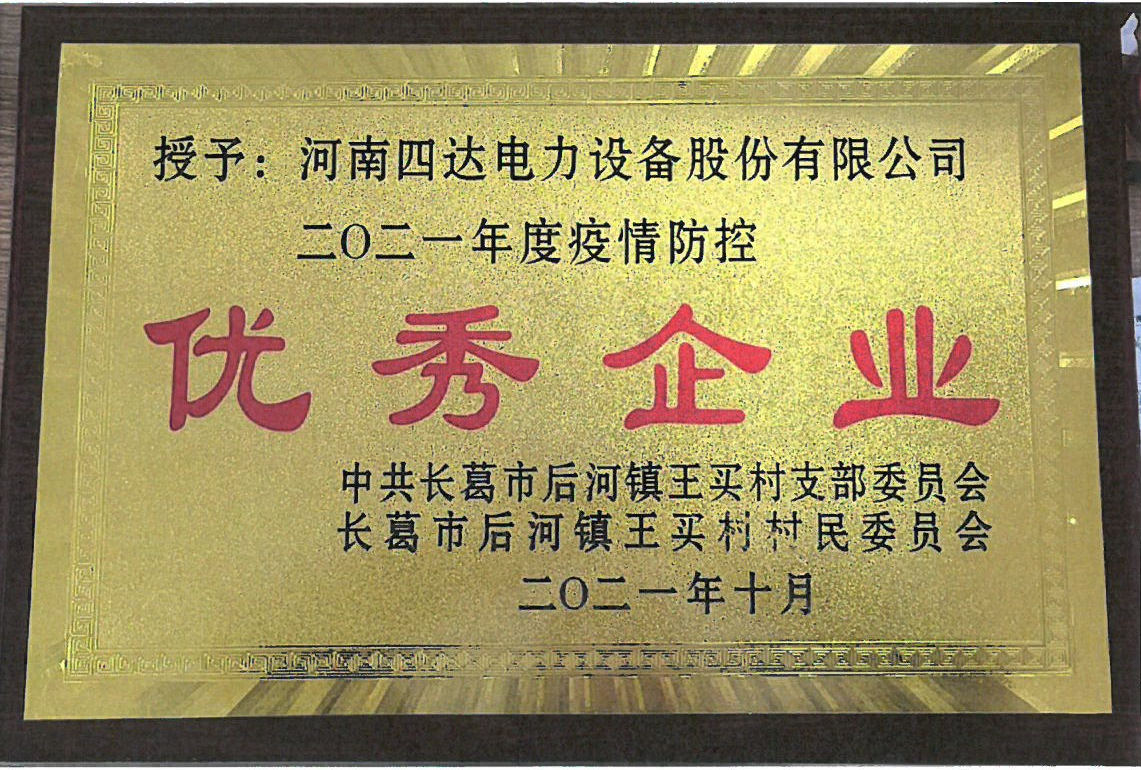 授予：河南四达电力设备股份有限公司
二〇二一年度疫情防控
优秀企业
中共长葛市后河镇王买村支部委员会
长葛市后河镇王买村村民委员会
二〇二一年十月